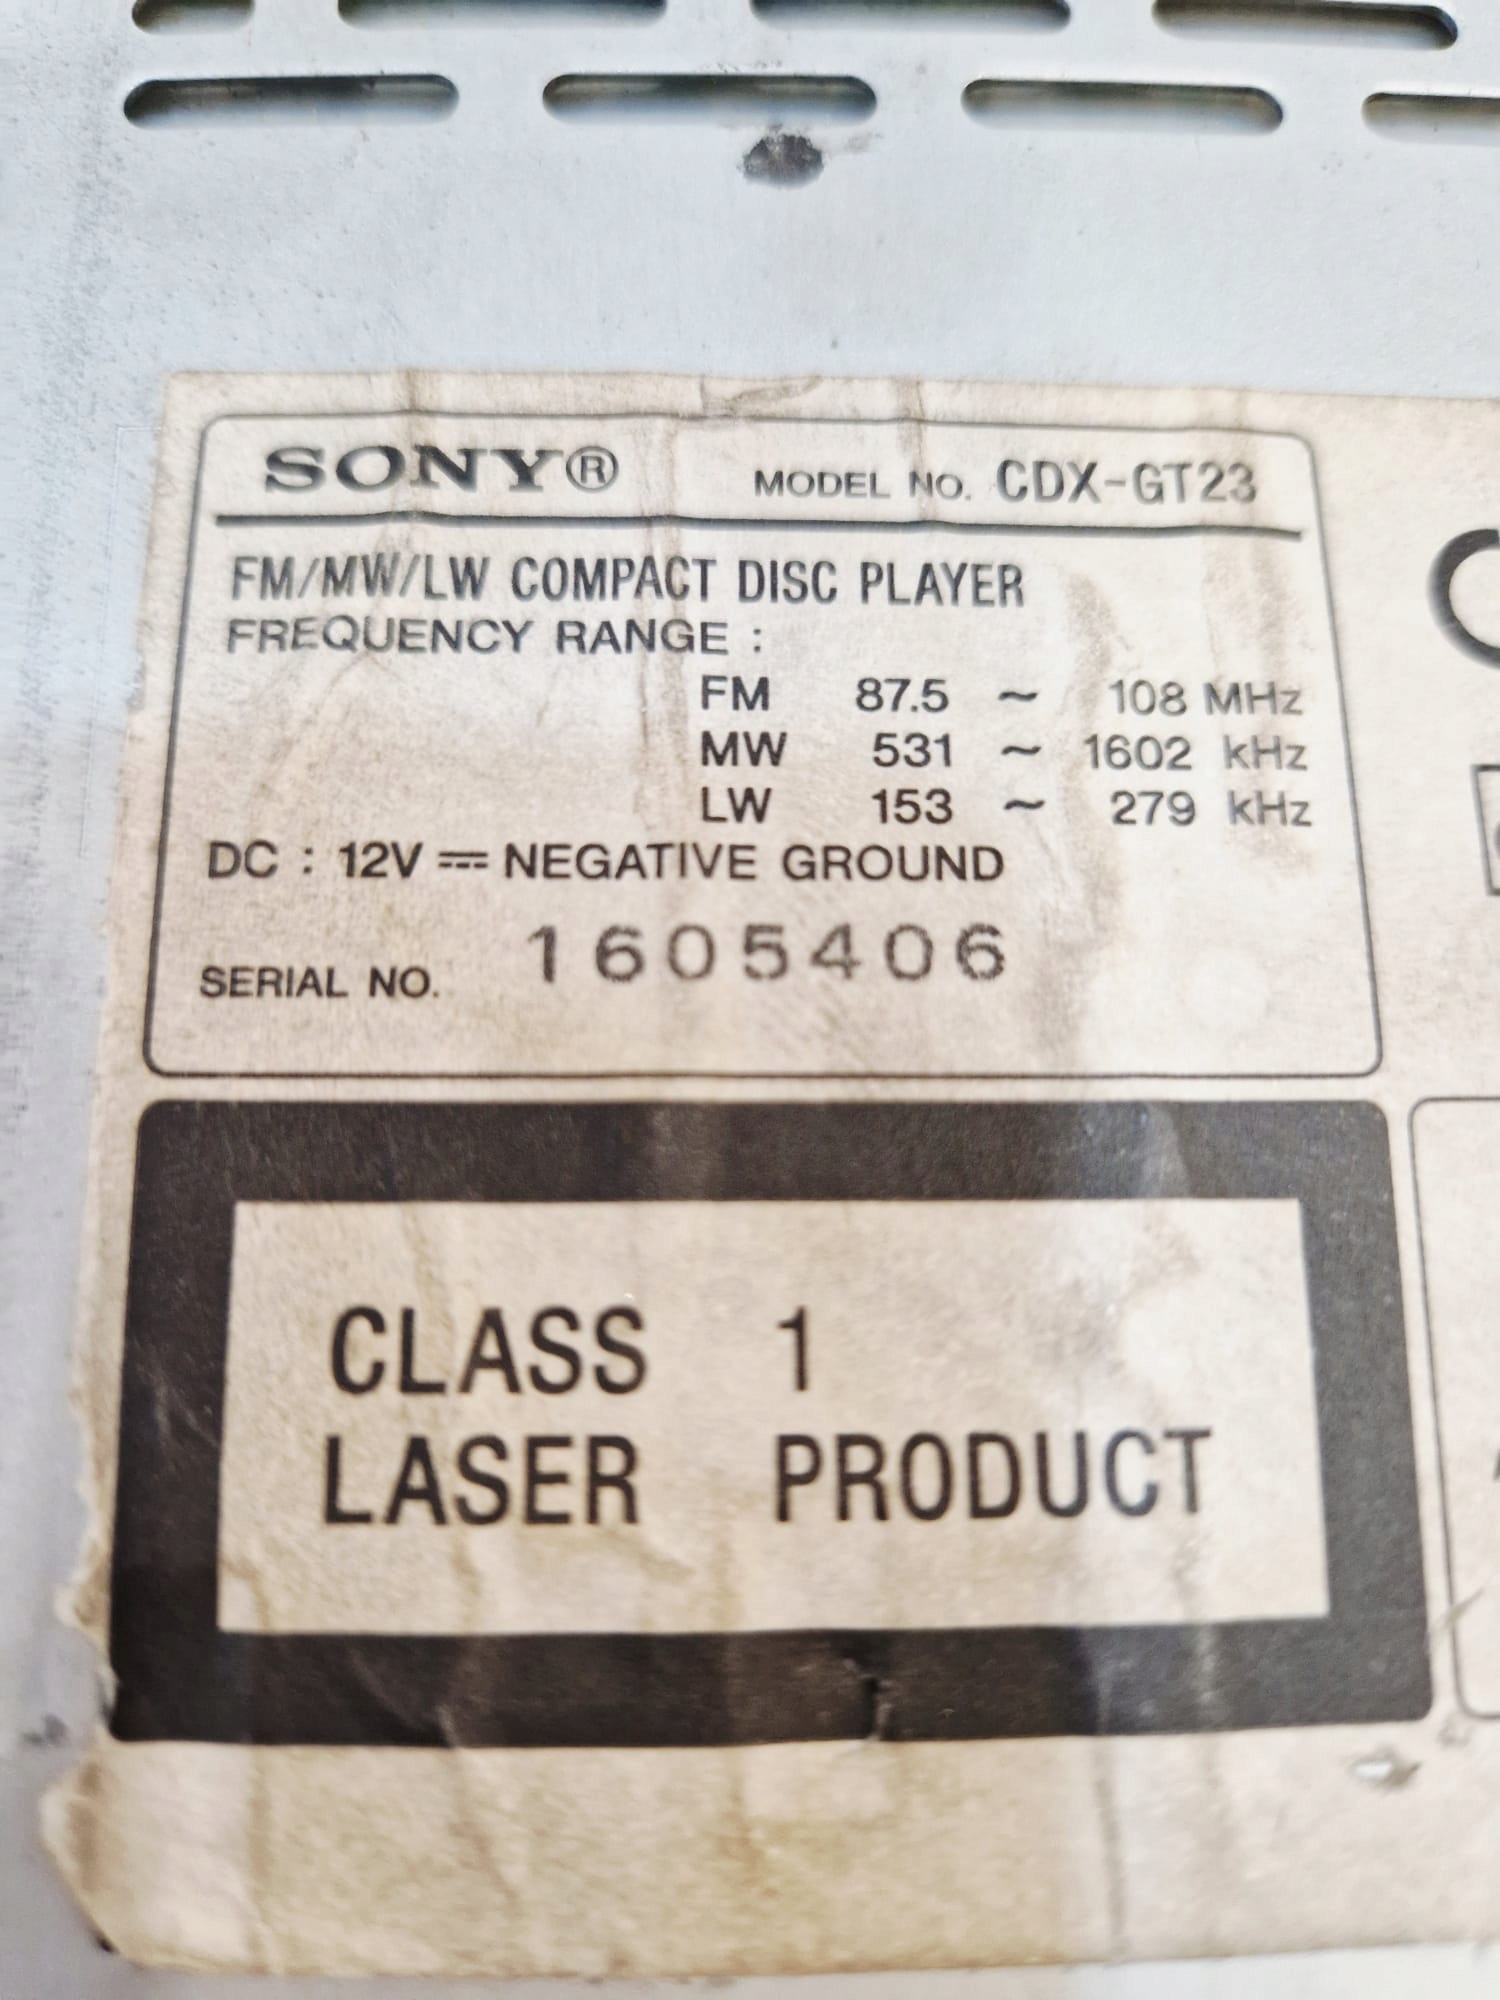 SONY®
MODEL NO. CDX-GT23
FM/MW/LW COMPACT DISC PLAYER
FREQUENCY RANGE :
FM 87.5 ~ 108 MHz
MW 531 ~ 1602 kHz
LW 153 ~ 279 kHz
DC : 12V ⎓ NEGATIVE GROUND
SERIAL NO. 1605406
CLASS 1
LASER PRODUCT